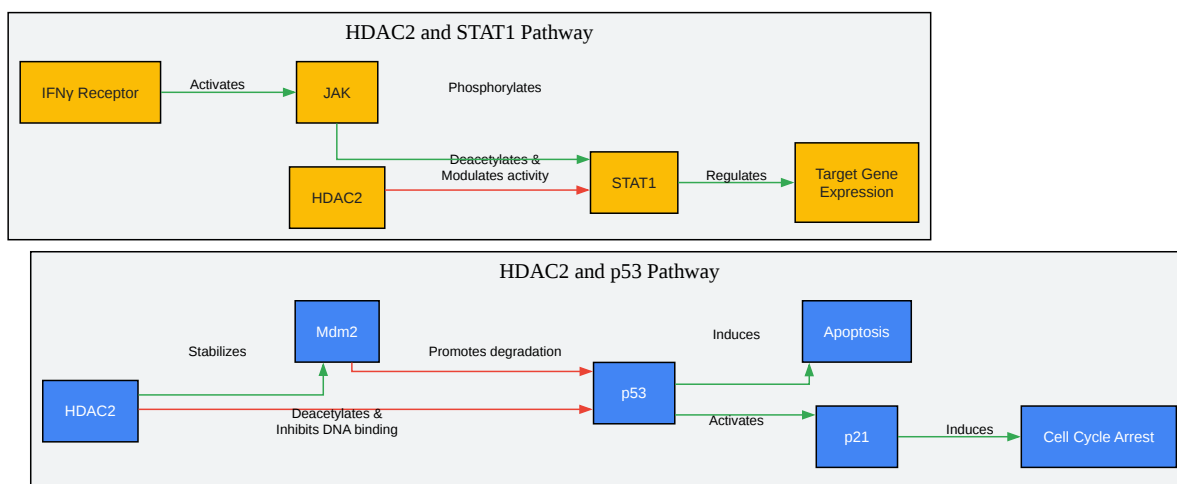 HDAC2 and STAT1 Pathway
IFNγ Receptor
Activates
JAK
Phosphorylates
HDAC2
Deacetylates &
Modulates activity
STAT1
Regulates
Target Gene
Expression
HDAC2 and p53 Pathway
HDAC2
Stabilizes
Mdm2
Promotes degradation
Deacetylates &
Inhibits DNA binding
p53
Induces
Apoptosis
Activates
p21
Induces
Cell Cycle Arrest